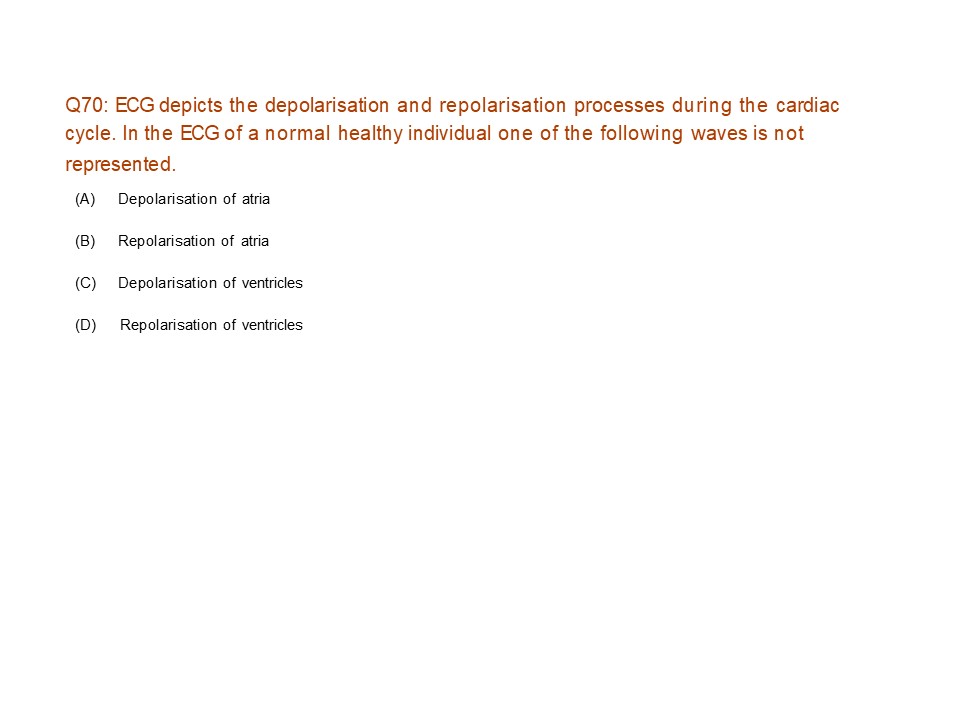 Q70: ECG depicts the depolarisation and repolarisation processes during the cardiac
cycle. In the ECG of a normal healthy individual one of the following waves is not
represented.
(A) Depolarisation of atria
(B) Repolarisation of atria
(C) Depolarisation of ventricles
(D) Repolarisation of ventricles